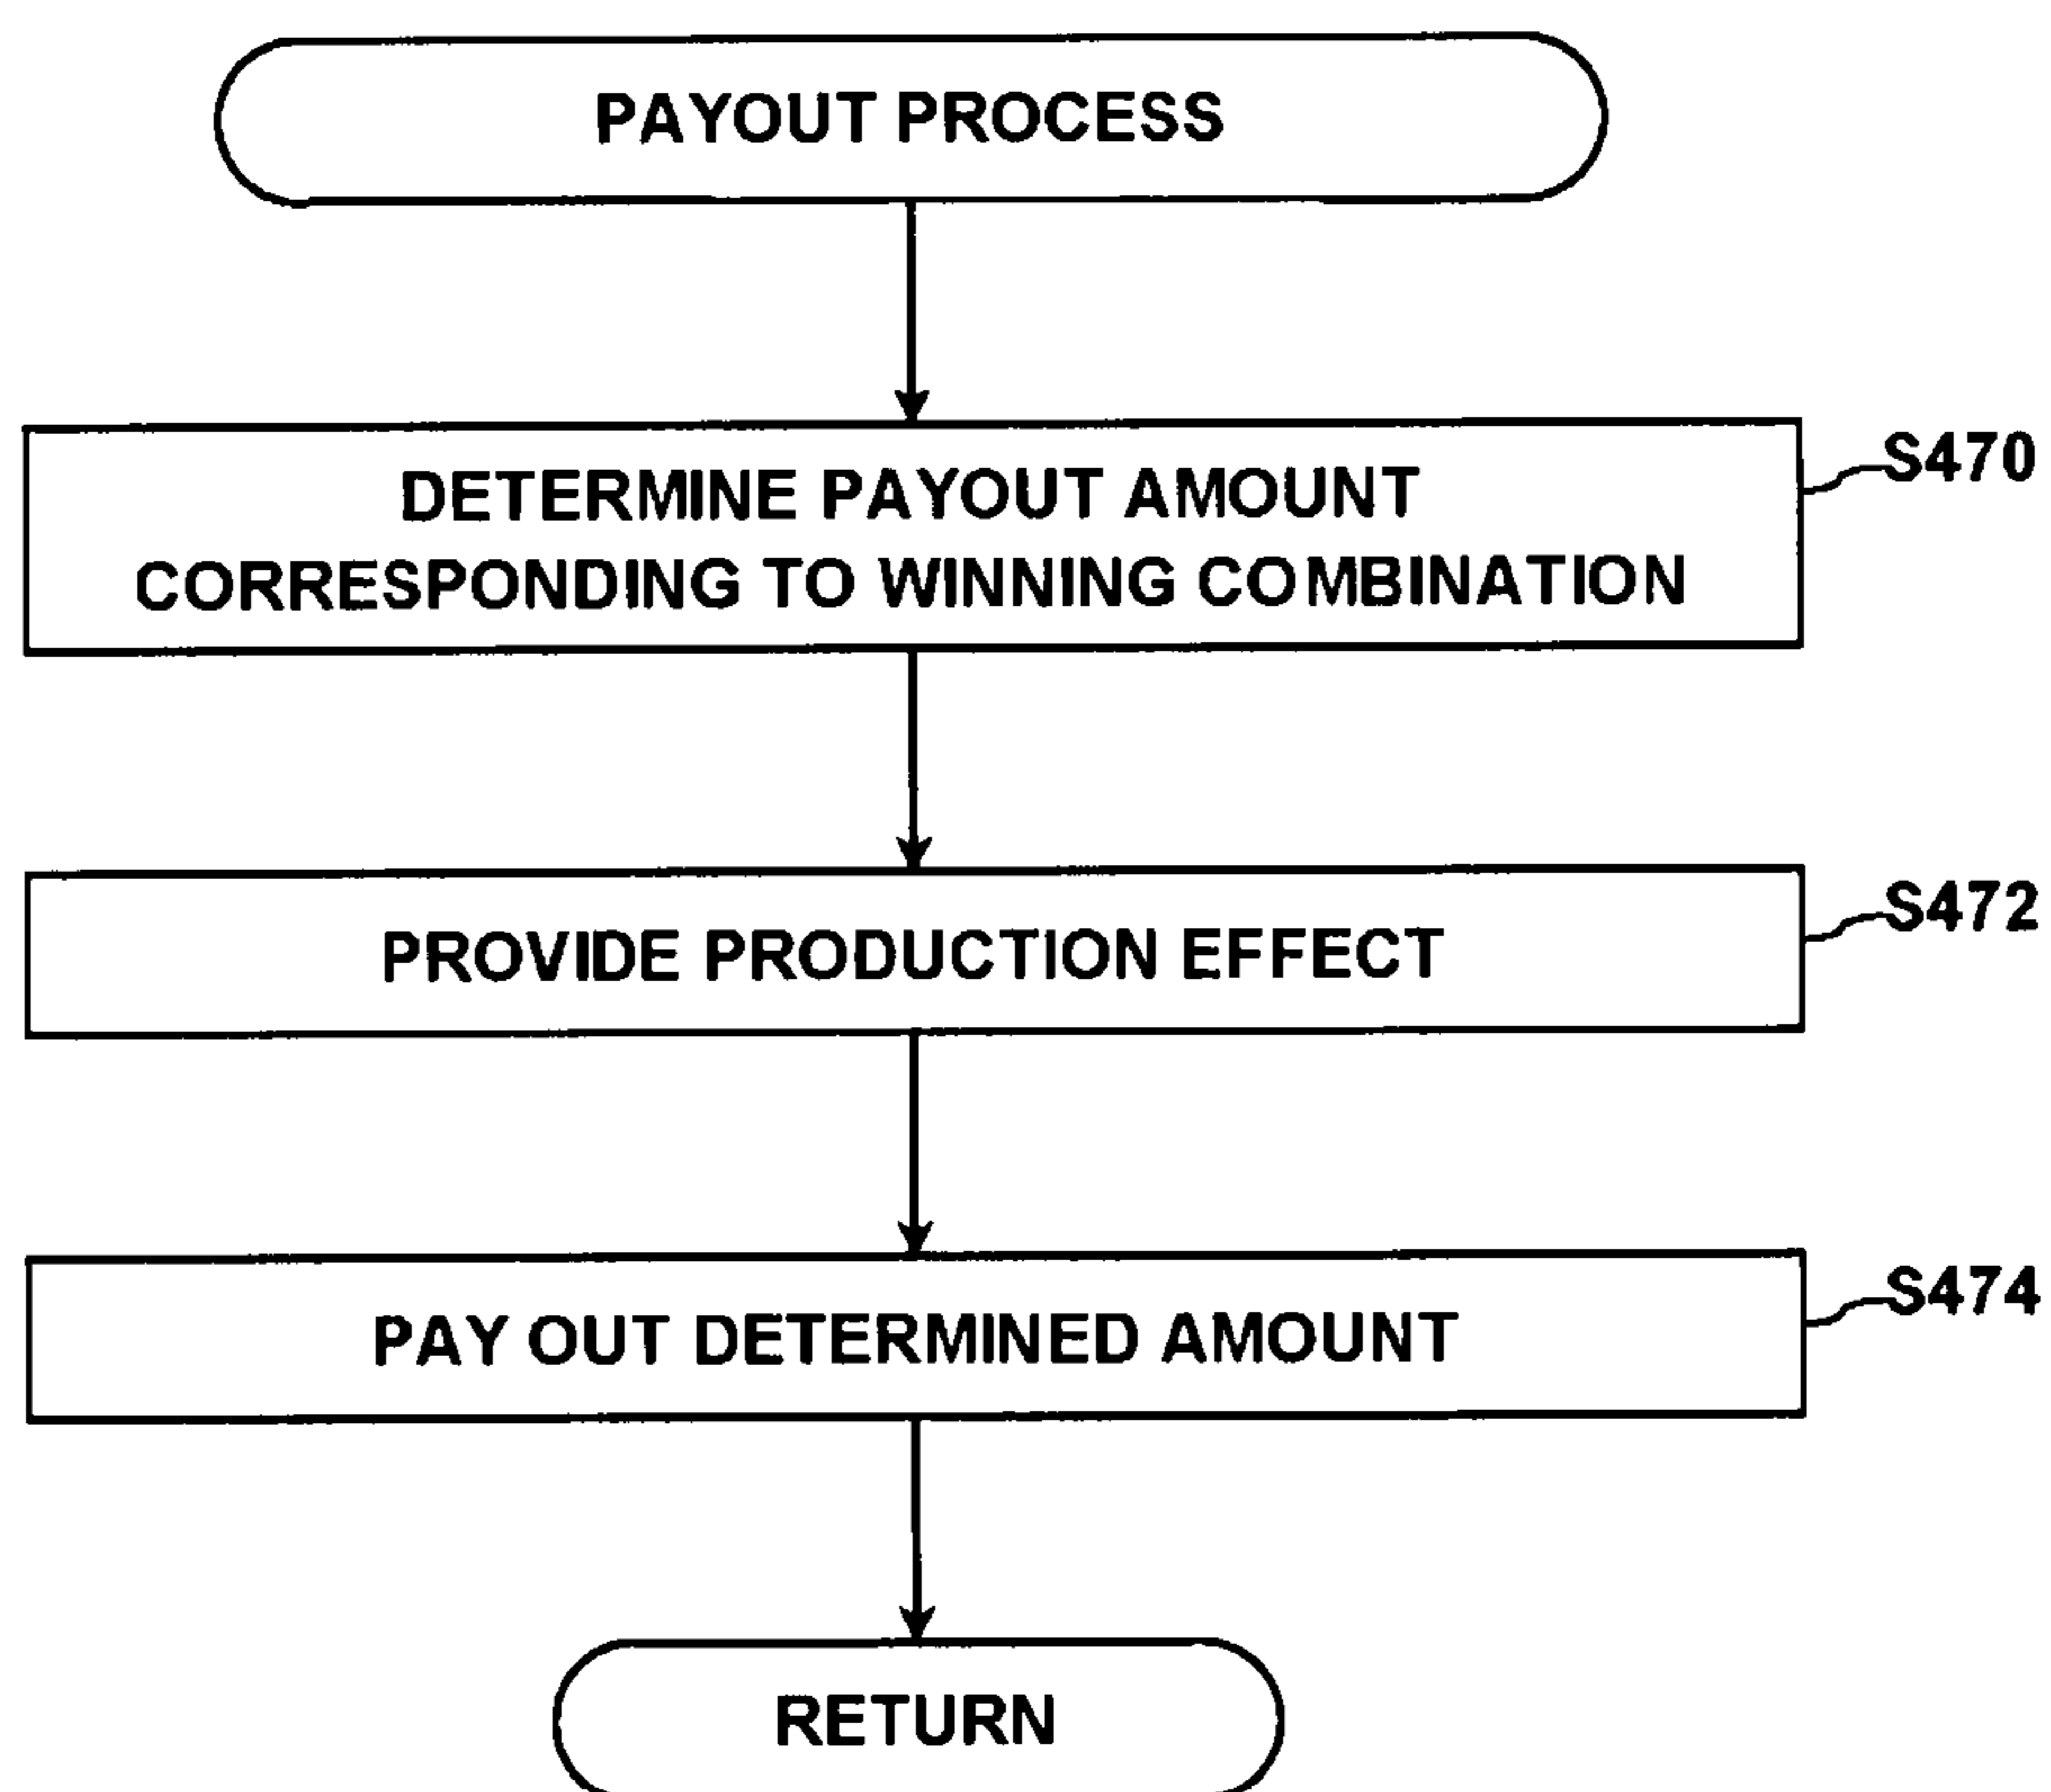 PAYOUT PROCESS
DETERMINE PAYOUT AMOUNT
CORRESPONDING TO WINNING COMBINATION
S470
PROVIDE PRODUCTION EFFECT
S472
PAY OUT DETERMINED AMOUNT
S474
RETURN